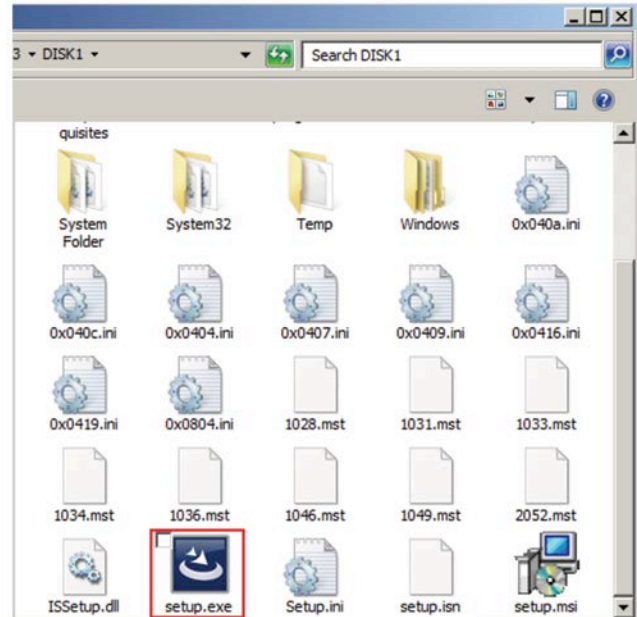 3 ▾ DISK1 ▾
Search DISK1
quisites
System Folder
System32
Temp
Windows
0x040a.ini
0x040c.ini
0x0404.ini
0x0407.ini
0x0409.ini
0x0416.ini
0x0419.ini
0x0804.ini
1028.mst
1031.mst
1033.mst
1034.mst
1036.mst
1046.mst
1049.mst
2052.mst
ISSetup.dll
setup.exe
Setup.ini
setup.isn
setup.msi